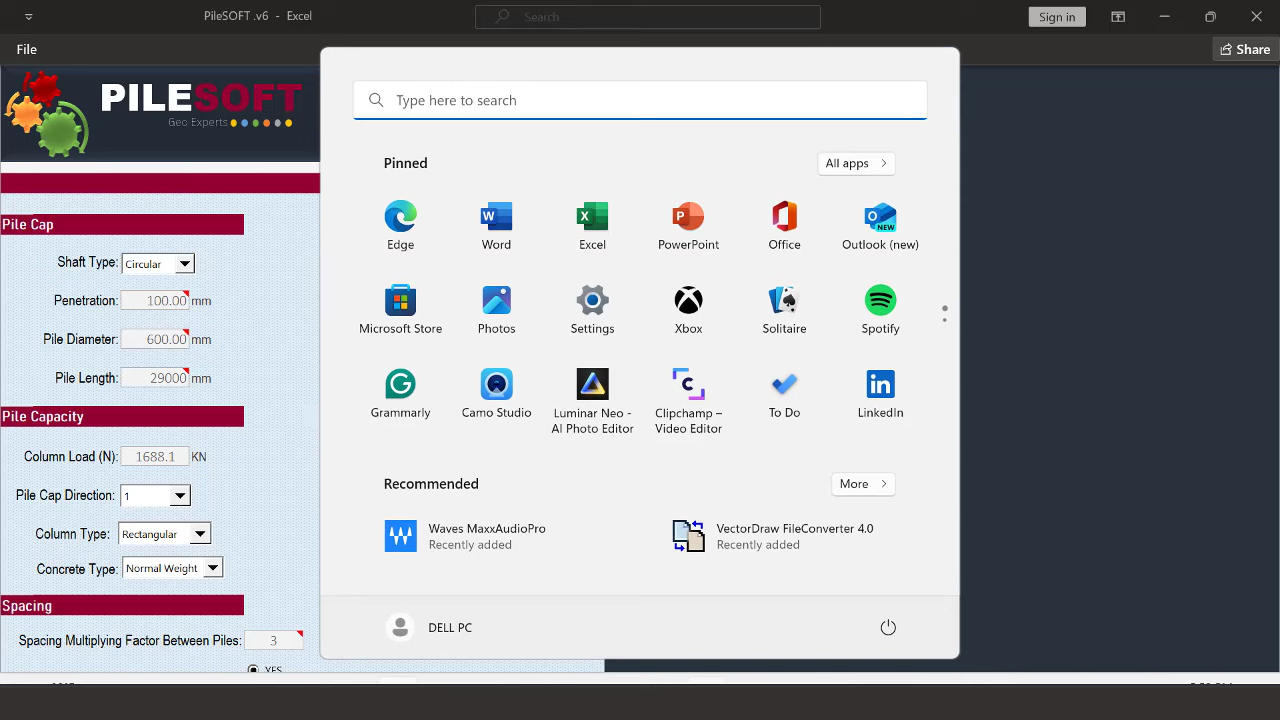 PileSOFT .v6 - Excel
Search
Sign in
File
Share
PILESOFT
Geo Experts
Pile Cap
Shaft Type: Circular
Penetration: 100.00 mm
Pile Diameter: 600.00 mm
Pile Length: 29000 mm
Pile Capacity
Column Load (N): 1688.1 KN
Pile Cap Direction: 1
Column Type: Rectangular
Concrete Type: Normal Weight
Spacing
Spacing Multiplying Factor Between Piles: 3
YES
Type here to search
Pinned
All apps
Edge
Word
Excel
PowerPoint
Office
Outlook (new)
Microsoft Store
Photos
Settings
Xbox
Solitaire
Spotify
Grammarly
Camo Studio
Luminar Neo -
AI Photo Editor
Clipchamp –
Video Editor
To Do
LinkedIn
Recommended
More
Waves MaxxAudioPro
Recently added
VectorDraw FileConverter 4.0
Recently added
DELL PC